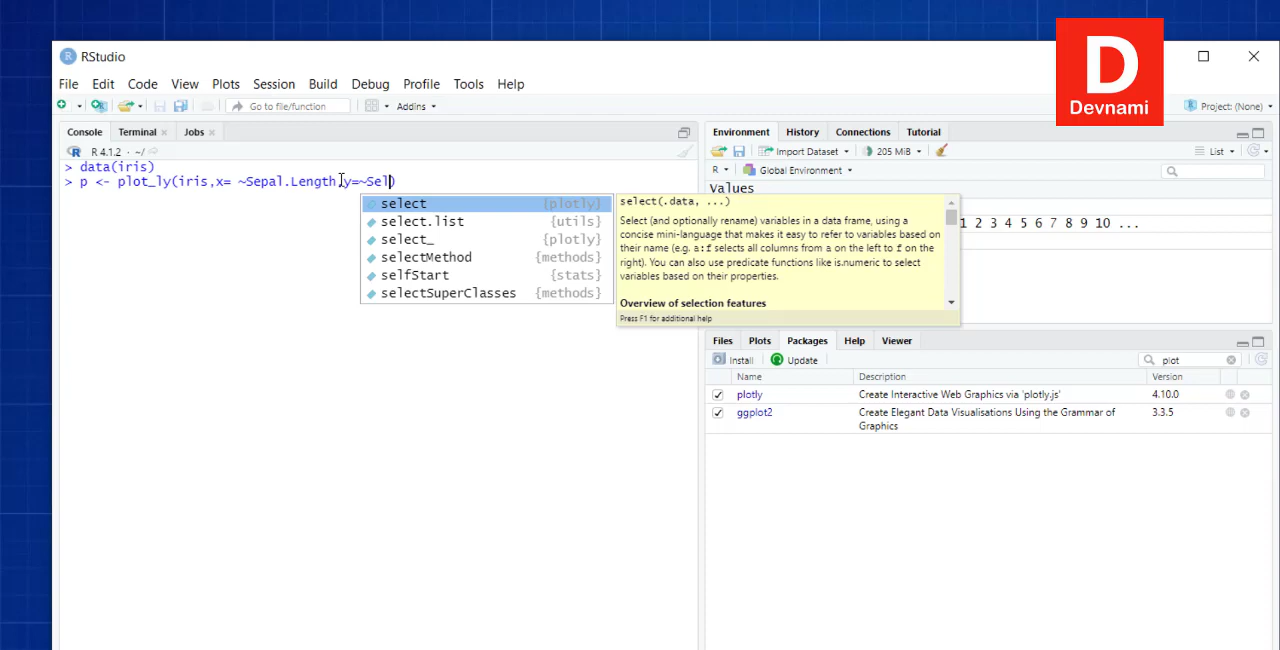 D
Devnami
R RStudio
File Edit Code View Plots Session Build Debug Profile Tools Help
Go to file/function Addins Project: (None)
Console Terminal Jobs
R R 4.1.2 · ~/
> data(iris)
> p <- plot_ly(iris,x= ~Sepal.Length,y=~Sel)
select {plotly}
select.list {utils}
select_ {plotly}
selectMethod {methods}
selfStart {stats}
selectSuperClasses {methods}
select(.data, ...)
Select (and optionally rename) variables in a data frame, using a
concise mini-language that makes it easy to refer to variables based on
their name (e.g. a:f selects all columns from a on the left to f on the
right). You can also use predicate functions like is.numeric to select
variables based on their properties.
Overview of selection features
Press F1 for additional help
Environment History Connections Tutorial
Import Dataset 205 MiB List
R Global Environment
Values
1 2 3 4 5 6 7 8 9 10 ...
Files Plots Packages Help Viewer
Install Update plot
Name Description Version
plotly Create Interactive Web Graphics via 'plotly.js' 4.10.0
ggplot2 Create Elegant Data Visualisations Using the Grammar of 3.3.5
Graphics